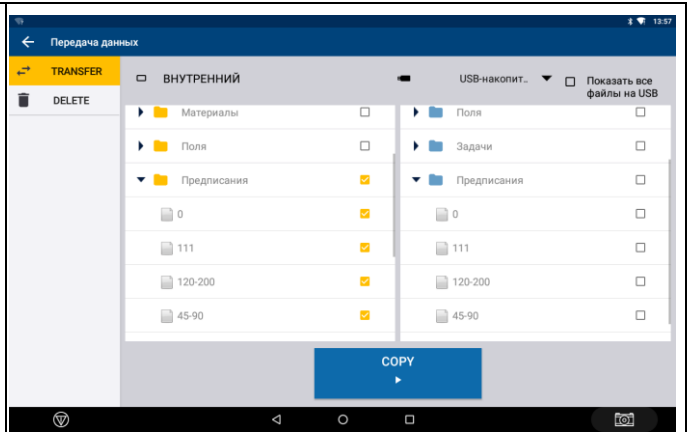 13:57
Передача данных
TRANSFER
DELETE
ВНУТРЕННИЙ
USB-накопит..
Показать все
файлы на USB
Материалы
Поля
Предписания
0
111
120-200
45-90
Поля
Задачи
Предписания
0
111
120-200
45-90
COPY